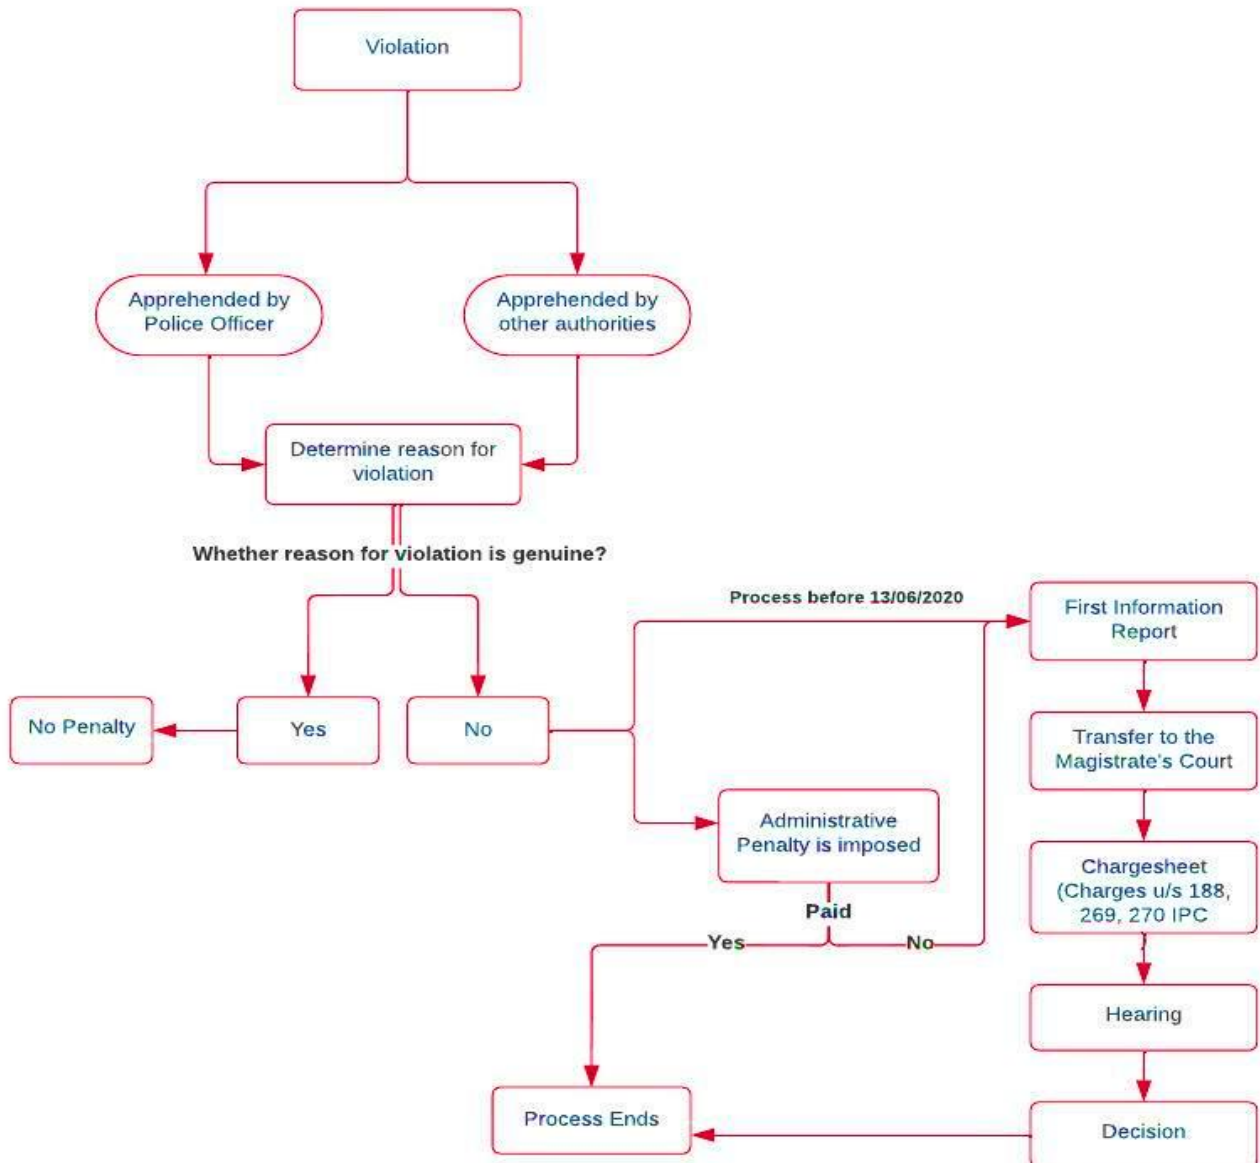 Violation
Apprehended by
Police Officer
Apprehended by
other authorities
Determine reason for
violation
Whether reason for violation is genuine?
Process before 13/06/2020
First Information
Report
No Penalty
Yes
No
Transfer to the
Magistrate's Court
Administrative
Penalty is imposed
Chargesheet
(Charges u/s 188,
269, 270 IPC
Paid
Yes
No
Hearing
Process Ends
Decision